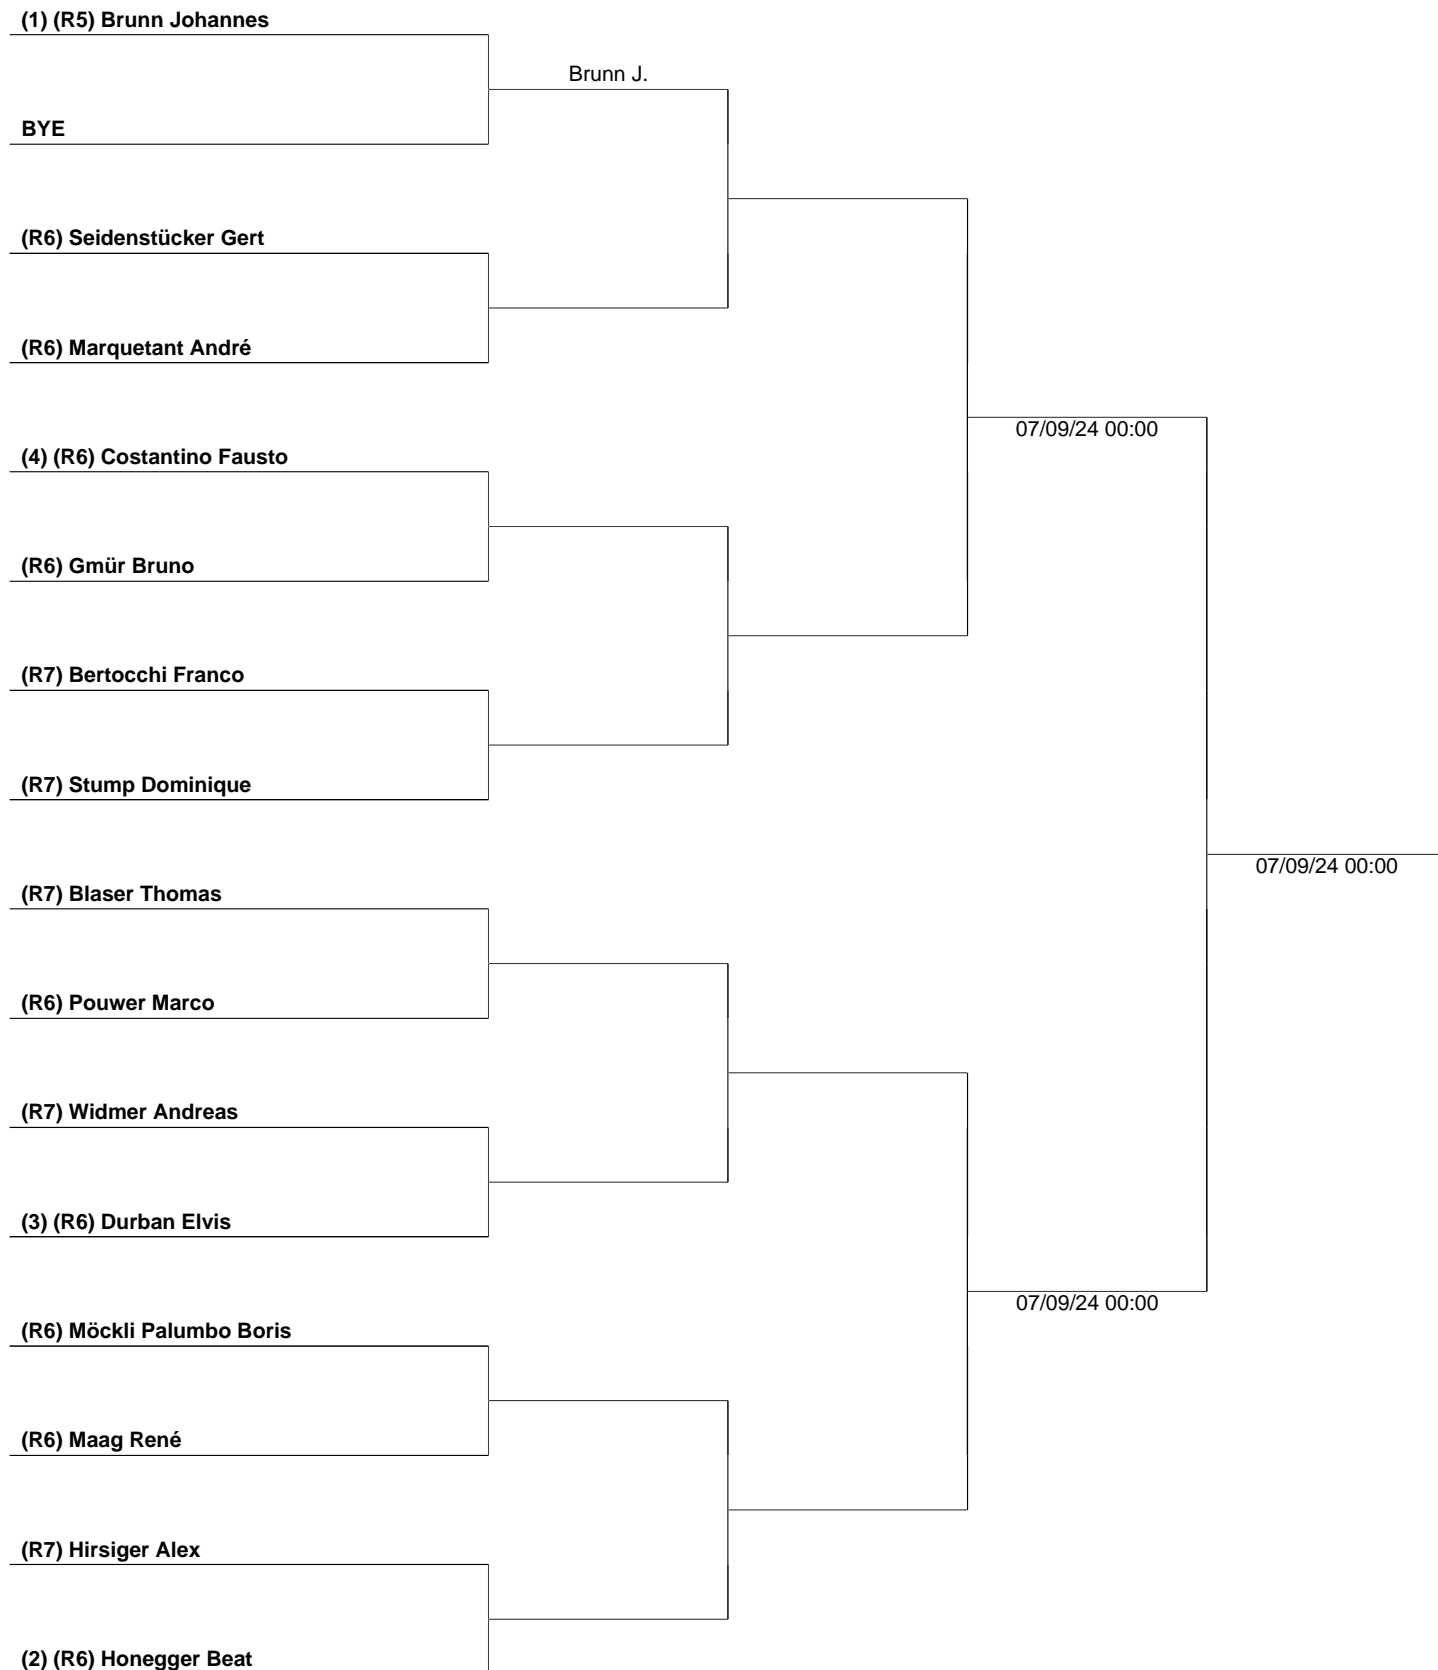 (1) (R5) Brunn Johannes
Brunn J.
BYE
(R6) Seidenstücker Gert
(R6) Marquetant André
07/09/24 00:00
(4) (R6) Costantino Fausto
(R6) Gmür Bruno
(R7) Bertocchi Franco
(R7) Stump Dominique
07/09/24 00:00
(R7) Blaser Thomas
(R6) Pouwer Marco
(R7) Widmer Andreas
(3) (R6) Durban Elvis
07/09/24 00:00
(R6) Möckli Palumbo Boris
(R6) Maag René
(R7) Hirsiger Alex
(2) (R6) Honegger Beat